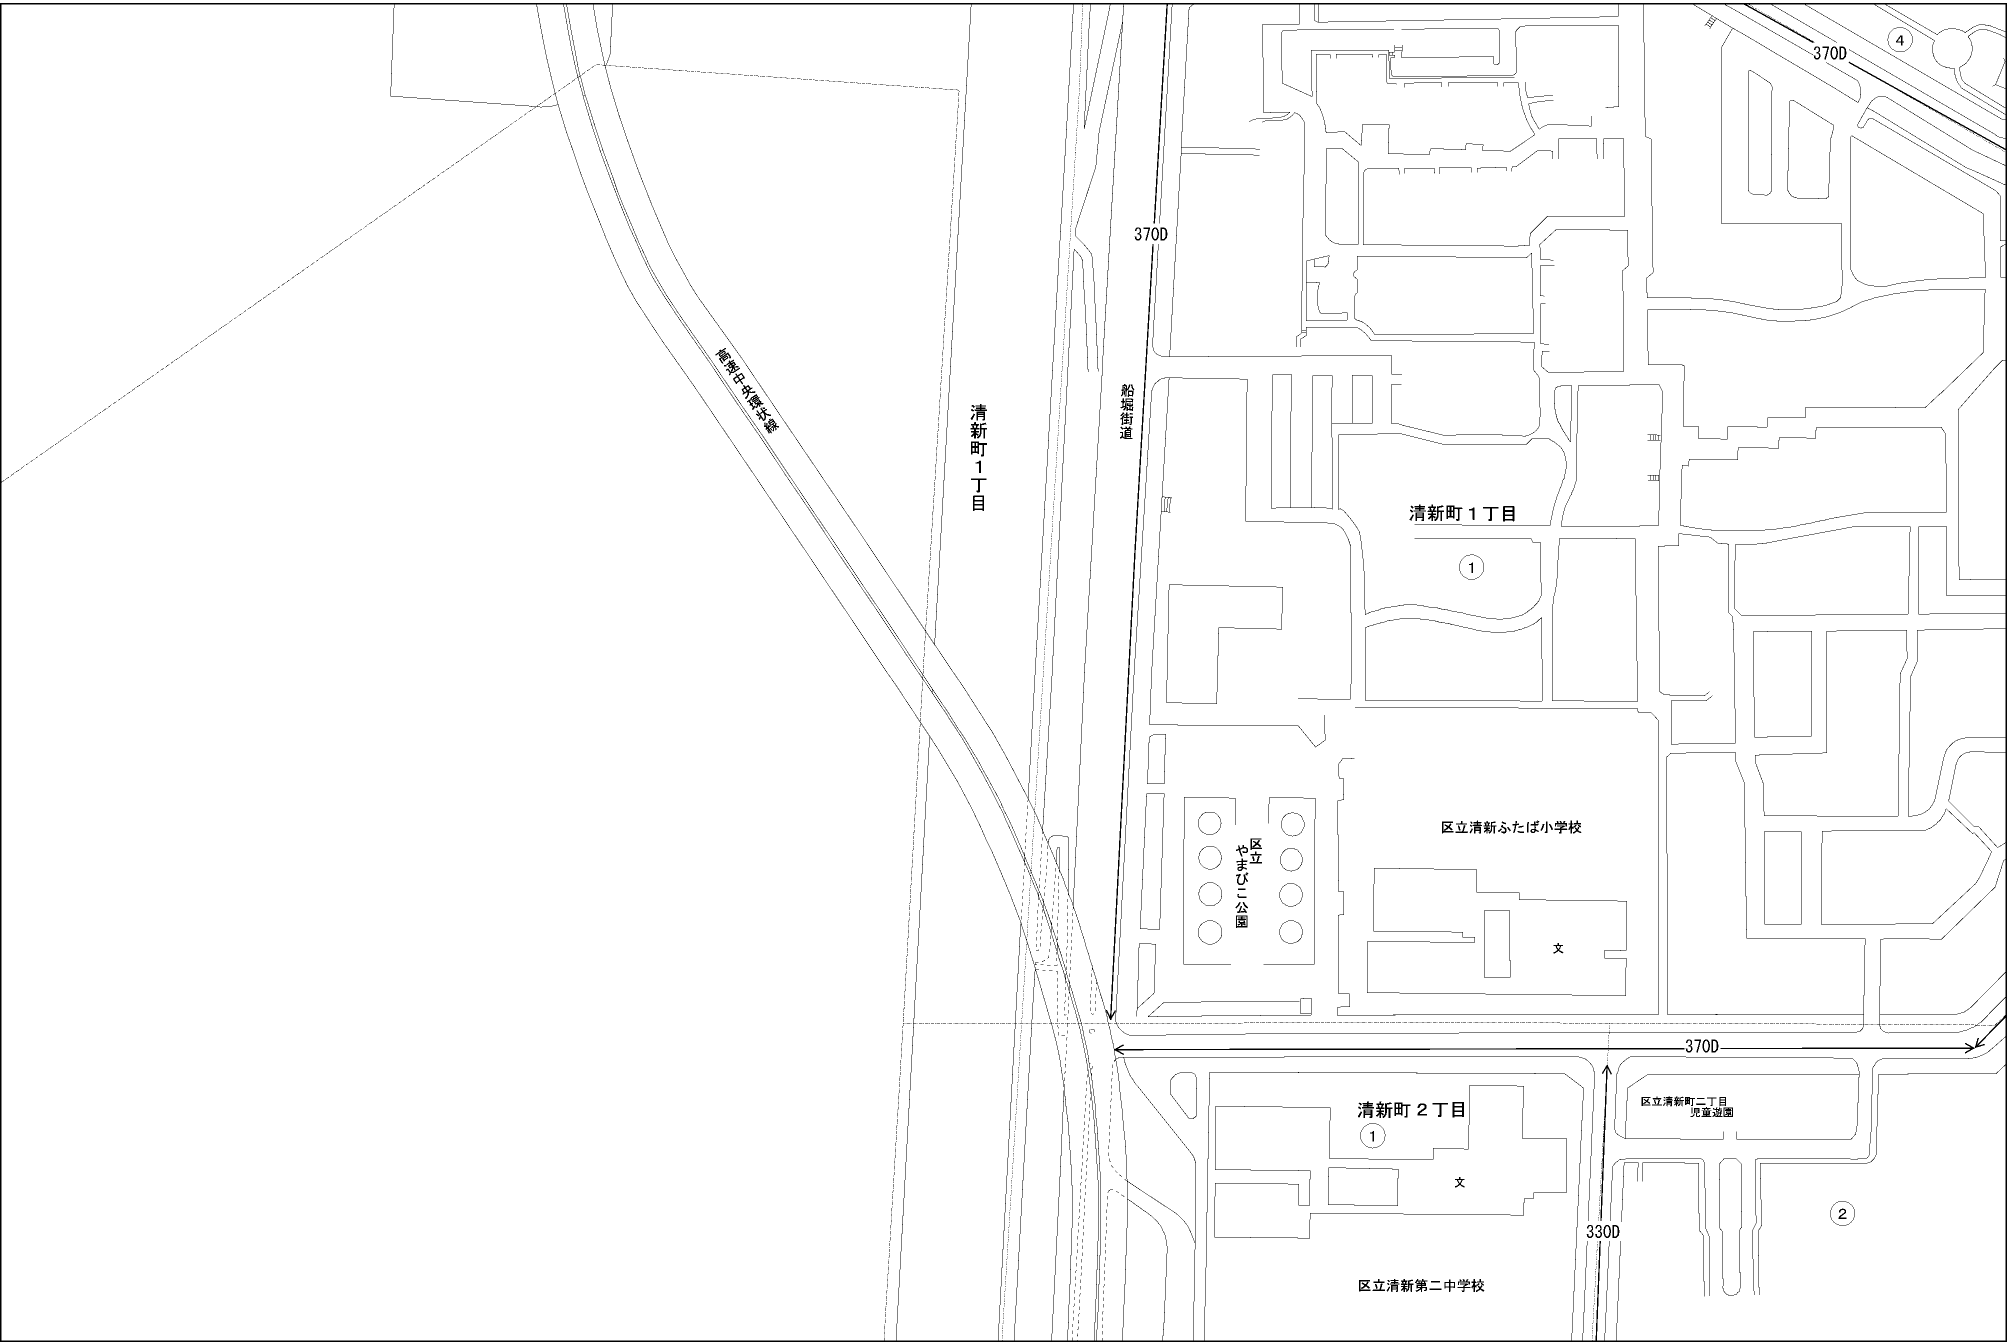 ④
370D
370D
高速中央環状線
船堀街道
清新町1丁目
清新町1丁目
①
区立清新ふたば小学校
区立
やまびこ公園
文
370D
清新町2丁目
①
区立清新町二丁目
児童遊園
文
②
330D
区立清新第二中学校